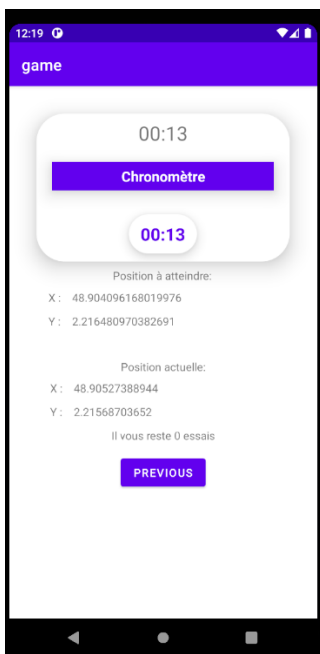 12:19
game
00:13
Chronomètre
00:13
Position à atteindre:
X : 48.904096168019976
Y : 2.216480970382691
Position actuelle:
X : 48.90527388944
Y : 2.21568703652
Il vous reste 0 essais
PREVIOUS